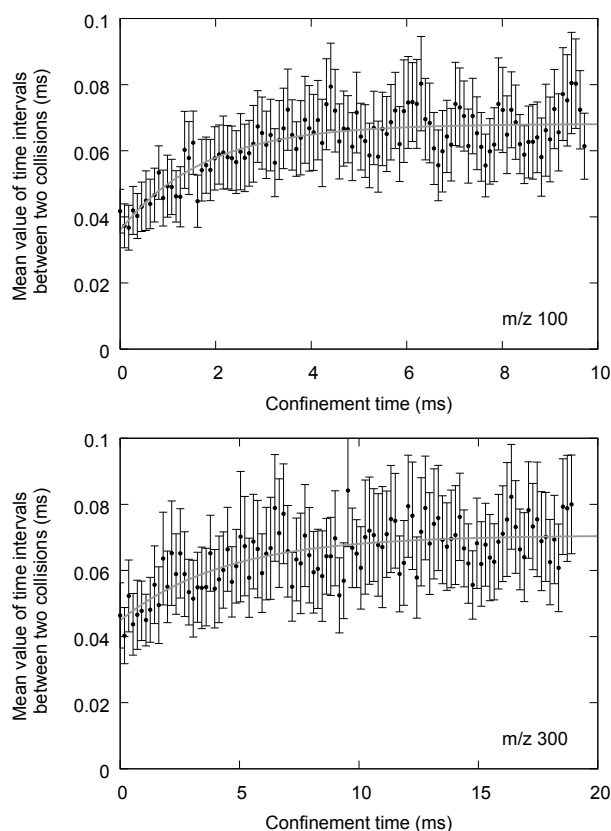 0.1
0.08
0.06
0.04
0.02
0
Mean value of time intervals
between two collisions (ms)
m/z 100
0 2 4 6 8 10
Confinement time (ms)
0.1
0.08
0.06
0.04
0.02
0
Mean value of time intervals
between two collisions (ms)
m/z 300
0 5 10 15 20
Confinement time (ms)